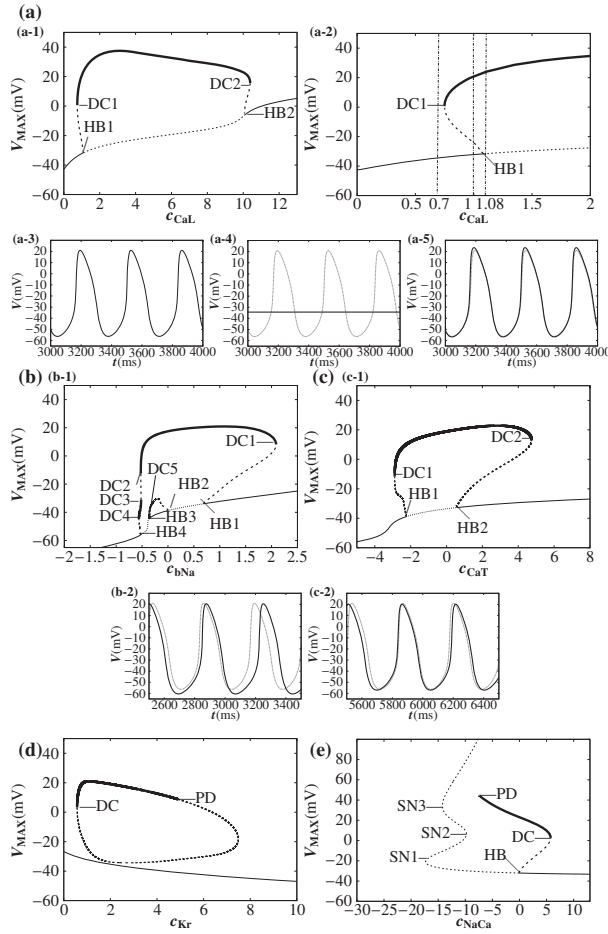 (a)
(a-1)
V_MAX(mV)
60
40
20
0
−20
−40
−60
DC1
HB1
DC2
HB2
0 2 4 6 8 10 12
c_CaL
(a-2)
V_MAX(mV)
60
40
20
0
−20
−40
−60
DC1
HB1
0 0.5 0.7 1 1.08 1.5 2
c_CaL
(a-3)
V(mV)
20
10
0
−10
−20
−30
−40
−50
−60
3000 3200 3400 3600 3800 4000
t(ms)
(a-4)
V(mV)
20
10
0
−10
−20
−30
−40
−50
−60
3000 3200 3400 3600 3800 4000
t(ms)
(a-5)
V(mV)
20
10
0
−10
−20
−30
−40
−50
−60
3000 3200 3400 3600 3800 4000
t(ms)
(b)
(b-1)
V_MAX(mV)
40
20
0
−20
−40
−60
DC1
DC2
DC5
DC3
HB2
DC4
HB3
HB1
HB4
−2 −1.5 −1 −0.5 0 0.5 1 1.5 2 2.5
c_bNa
(c)
(c-1)
V_MAX(mV)
60
40
20
0
−20
−40
−60
DC2
DC1
HB1
HB2
−4 −2 0 2 4 6 8
c_CaT
(b-2)
V(mV)
20
10
0
−10
−20
−30
−40
−50
−60
2600 2800 3000 3200 3400
t(ms)
(c-2)
V(mV)
20
10
0
−10
−20
−30
−40
−50
−60
5600 5800 6000 6200 6400
t(ms)
(d)
V_MAX(mV)
60
40
20
0
−20
−40
−60
DC
PD
0 2 4 6 8 10
c_Kr
(e)
V_MAX(mV)
80
60
40
20
0
−20
−40
−60
SN3
PD
SN2
DC
SN1
HB
−30 −25 −20 −15 −10 −5 0 5 10
c_NaCa